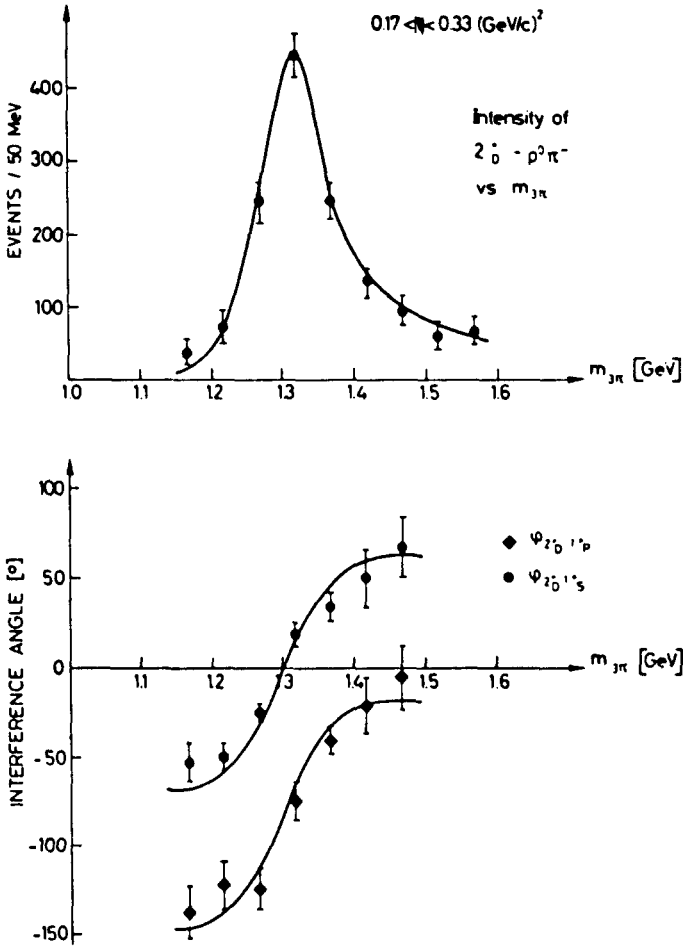 0.17 < < 0.33 (GeV/c)²
Intensity of
2⁺D - ρ⁰π⁻
vs m3π
EVENTS / 50 MeV
400
300
200
100
1.0 1.1 1.2 1.3 1.4 1.5 1.6
m3π [GeV]
INTERFERENCE ANGLE [°]
100
50
0
-50
-100
-150
φ2⁺D 1⁺P
φ2⁺D 1⁺S
1.1 1.2 1.3 1.4 1.5 1.6
m3π [GeV]